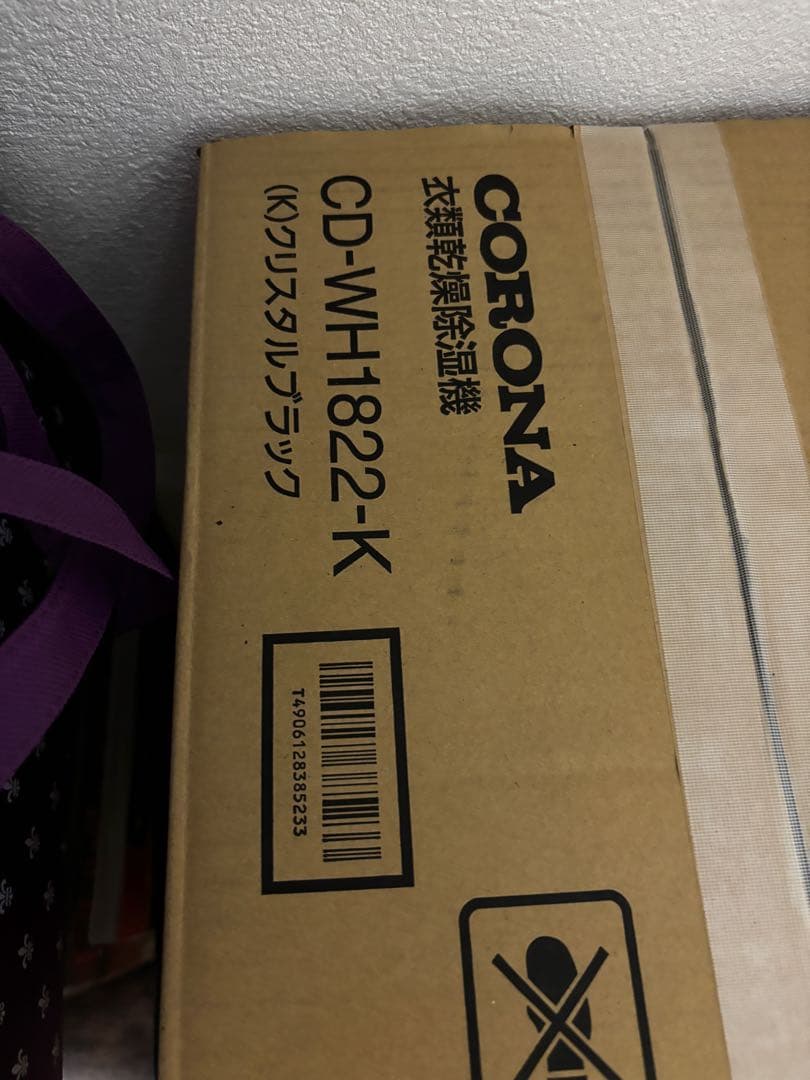 CORONA
衣類乾燥除湿機
CD-WH1822-K
(K)クリスタルブラック
T4906128385233